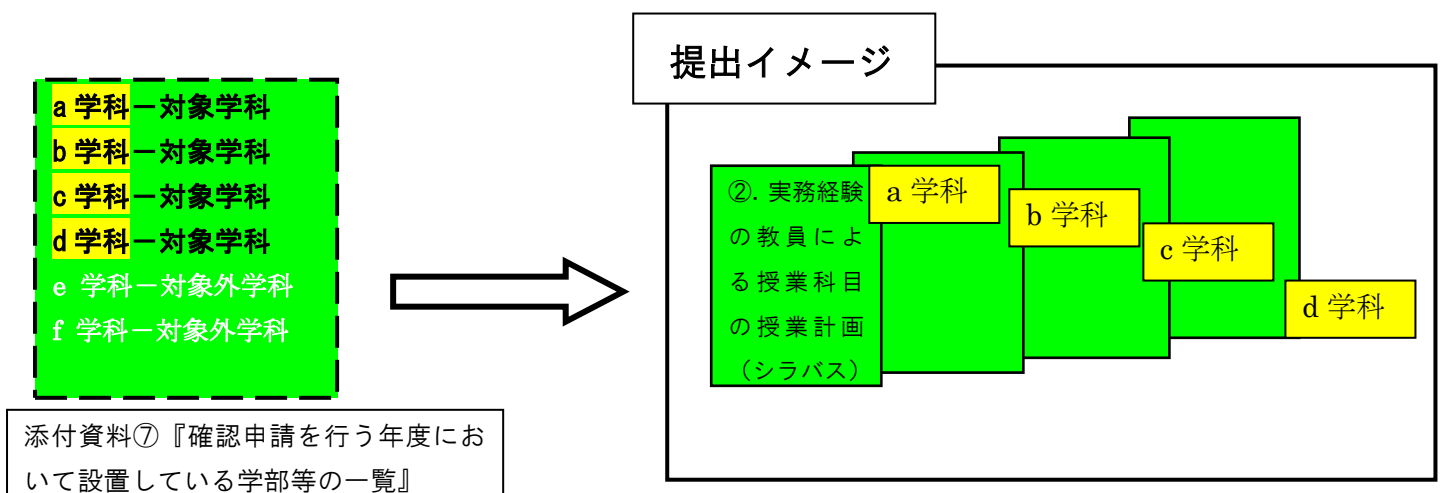 a 学科－対象学科
b 学科－対象学科
c 学科－対象学科
d 学科－対象学科
e 学科－対象外学科
f 学科－対象外学科
添付資料⑦『確認申請を行う年度にお
いて設置している学部等の一覧』
提出イメージ
②. 実務経験
の教員によ
る授業科目
の授業計画
（シラバス）
a 学科
b 学科
c 学科
d 学科